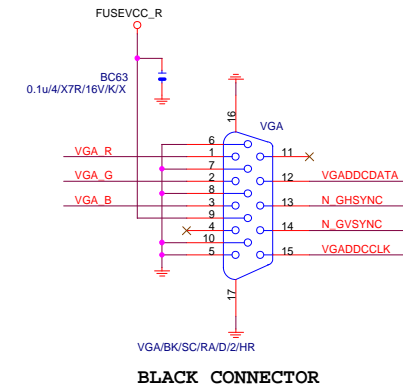 FUSEVCC_R
BC63
0.1u/4/X7R/16V/K/X
16
VGA
6
VGA_R
1
11
7
VGA_G
2
12
VGADDCDATA
8
VGA_B
3
13
N_GHSYNC
9
4
14
N_GVSYNC
10
5
15
VGADDCCLK
17
VGA/BK/SC/RA/D/2/HR
BLACK CONNECTOR